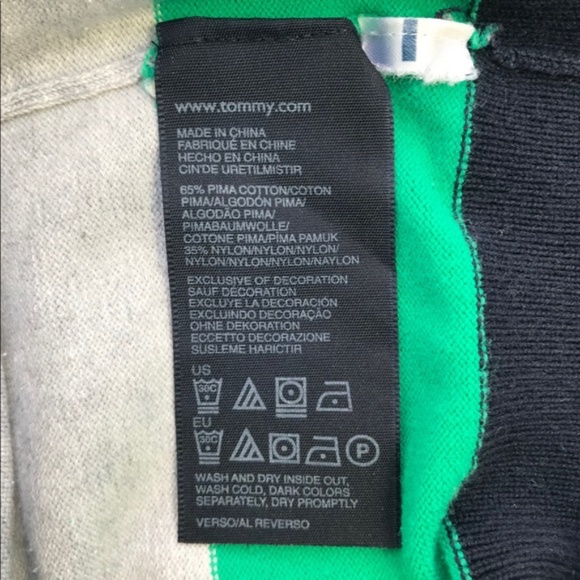 www.tommy.com
MADE IN CHINA
FABRIQUÉ EN CHINE
HECHO EN CHINA
CIN'DE URETILMISTIR
65% PIMA COTTON/COTON
PIMA/ALGODÓN PIMA/
ALGODÃO PIMA/
PIMABAUMWOLLE/
COTONE PIMA/PİMA PAMUK
35% NYLON/NYLON/NYLON/
NYLON/NYLON/NYLON/NAYLON
EXCLUSIVE OF DECORATION
SAUF DÉCORATION
EXCLUYE LA DECORACIÓN
EXCLUINDO DECORAÇÃO
OHNE DEKORATION
ECCETTO DECORAZIONE
SUSLEME HARICTIR
US
30C
EU
30C P
WASH AND DRY INSIDE OUT,
WASH COLD, DARK COLORS
SEPARATELY, DRY PROMPTLY
VERSO/AL REVERSO